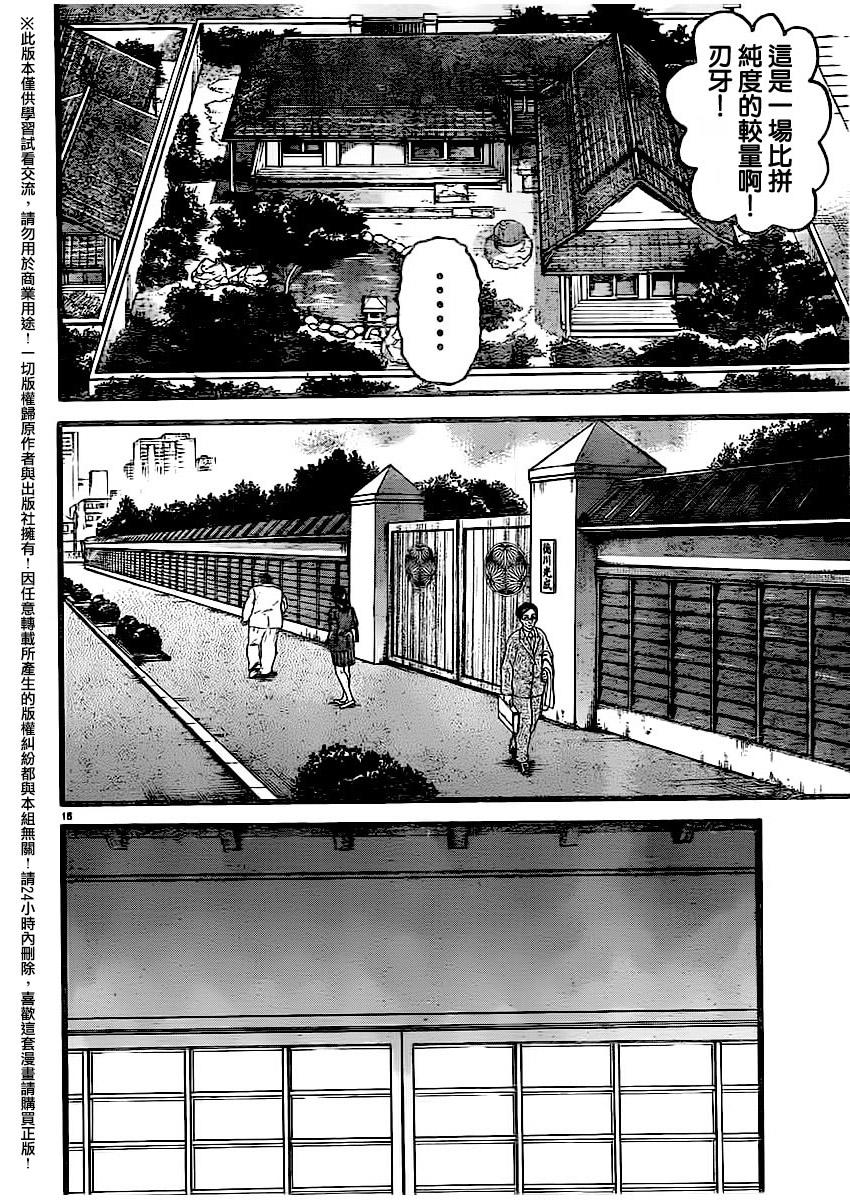 這是一場比拼
純度的較量啊！
刃牙！
・・・・・・
德川光成
16
※此版本僅供學習試看交流，請勿用於商業用途！一切版權歸原作者與出版社擁有！因任意轉載所產生的版權糾紛都與本組無關！請24小時內刪除，喜歡這套漫畫請購買正版！